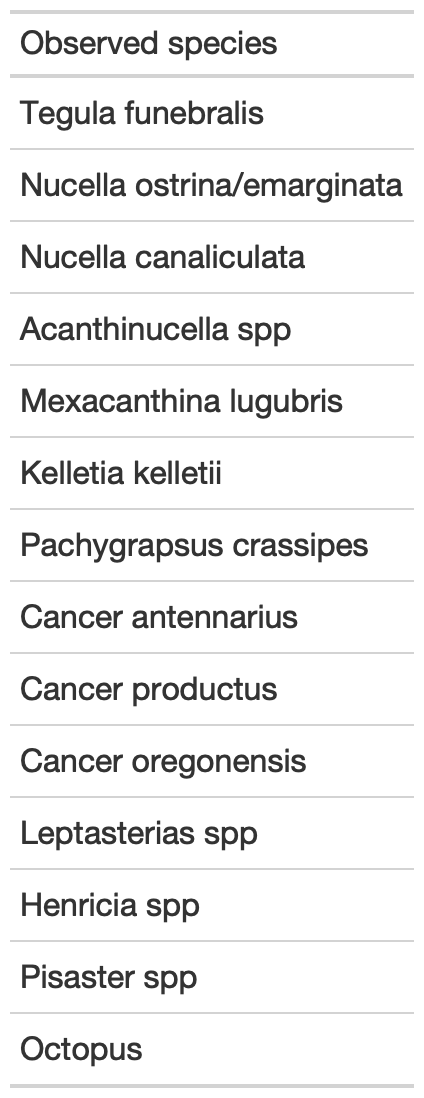 Observed species
Tegula funebralis
Nucella ostrina/emarginata
Nucella canaliculata
Acanthinucella spp
Mexacanthina lugubris
Kelletia kelletii
Pachygrapsus crassipes
Cancer antennarius
Cancer productus
Cancer oregonensis
Leptasterias spp
Henricia spp
Pisaster spp
Octopus